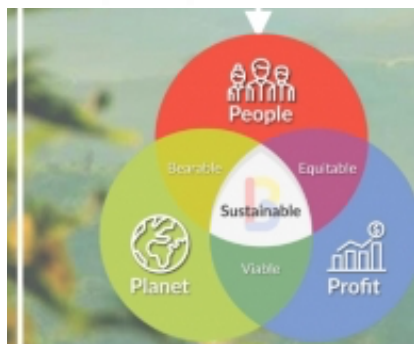 People
Bearable
Equitable
Sustainable
Viable
Planet
Profit